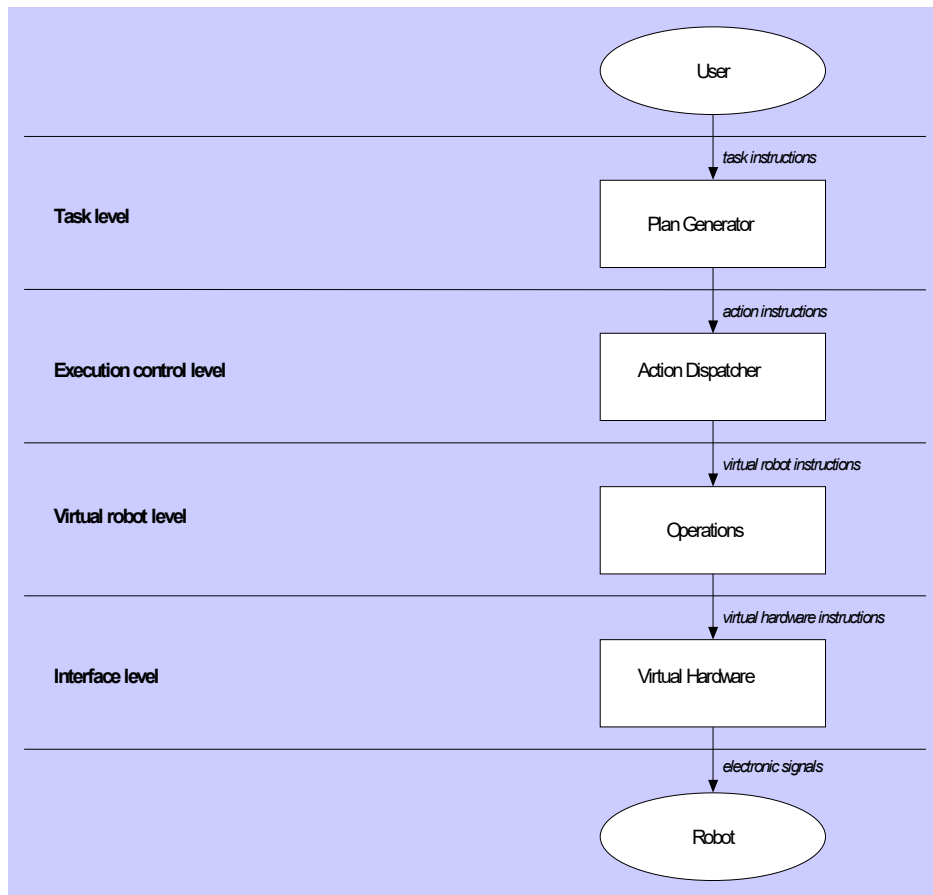 User
task instructions
Task level
Plan Generator
action instructions
Execution control level
Action Dispatcher
virtual robot instructions
Virtual robot level
Operations
virtual hardware instructions
Interface level
Virtual Hardware
electronic signals
Robot